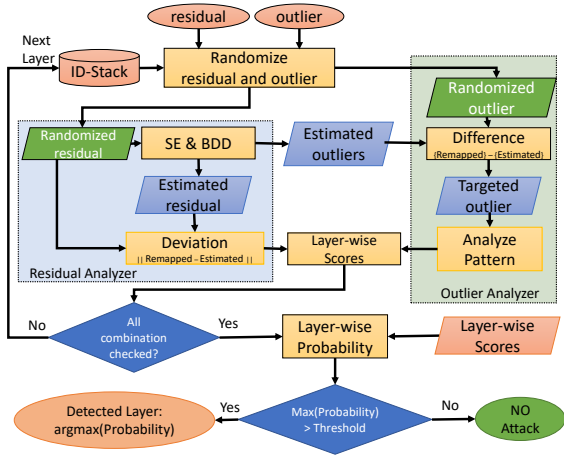 residual
outlier
Next
Layer
ID-Stack
Randomize
residual and outlier
Randomized
outlier
Randomized
residual
SE & BDD
Estimated
outliers
Difference
{Remapped} – {Estimated}
Estimated
residual
Targeted
outlier
Deviation
|| Remapped – Estimated ||
Layer-wise
Scores
Analyze
Pattern
Residual Analyzer
Outlier Analyzer
No
All
combination
checked?
Yes
Layer-wise
Probability
Layer-wise
Scores
Detected Layer:
argmax(Probability)
Yes
Max(Probability)
> Threshold
No
NO
Attack